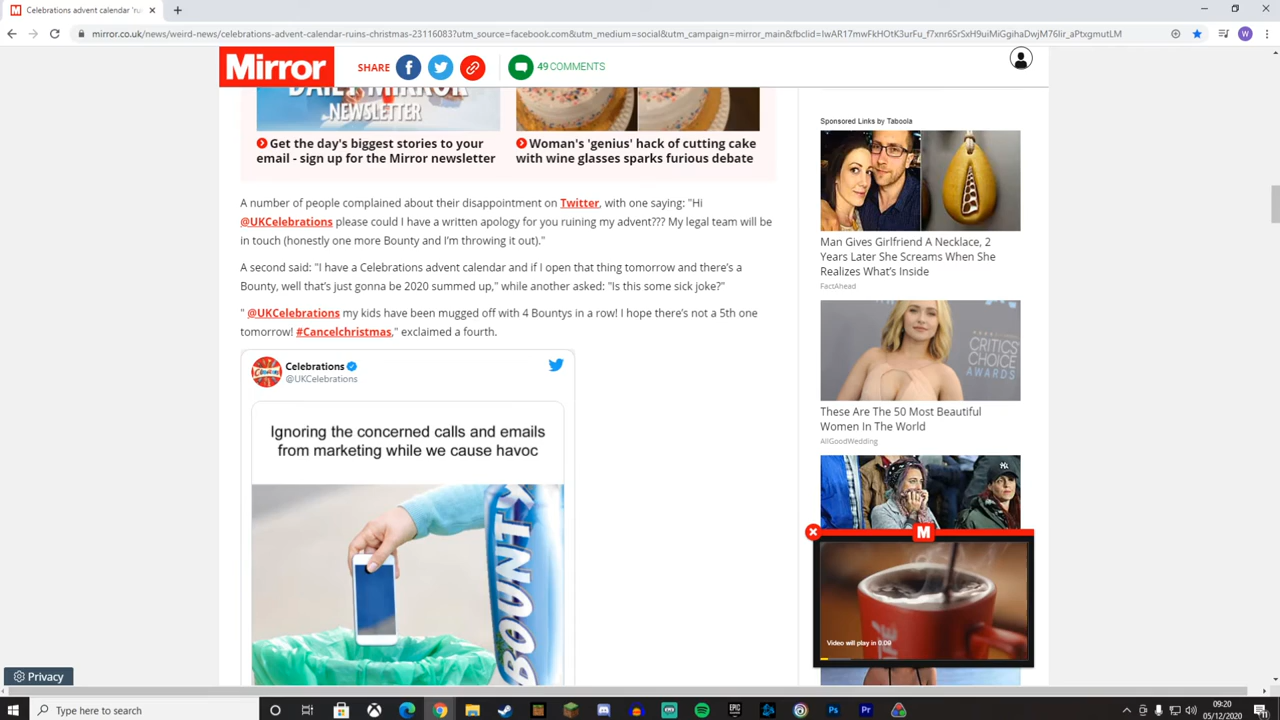 Celebrations advent calendar 'rui
mirror.co.uk/news/weird-news/celebrations-advent-calendar-ruins-christmas-23116083?utm_source=facebook.com&utm_medium=social&utm_campaign=mirror_main&fbclid=IwAR17mwFkHOtK3urFu_f7xnr6SrSxH9uiMiGgihaDwjM76Iir_aPtxgmutLM
W
Mirror
SHARE
49 COMMENTS
DAILY MIRROR
NEWSLETTER
Get the day's biggest stories to your
email - sign up for the Mirror newsletter
Woman's 'genius' hack of cutting cake
with wine glasses sparks furious debate
A number of people complained about their disappointment on Twitter, with one saying: "Hi
@UKCelebrations please could I have a written apology for you ruining my advent??? My legal team will be
in touch (honestly one more Bounty and I'm throwing it out)."
A second said: "I have a Celebrations advent calendar and if I open that thing tomorrow and there's a
Bounty, well that's just gonna be 2020 summed up," while another asked: "Is this some sick joke?"
" @UKCelebrations my kids have been mugged off with 4 Bountys in a row! I hope there's not a 5th one
tomorrow! #Cancelchristmas," exclaimed a fourth.
Celebrations
@UKCelebrations
Ignoring the concerned calls and emails
from marketing while we cause havoc
BOUNTY
Sponsored Links by Taboola
Man Gives Girlfriend A Necklace, 2
Years Later She Screams When She
Realizes What's Inside
FactAhead
CRITICS'
CHOICE
AWARDS
These Are The 50 Most Beautiful
Women In The World
AllGoodWedding
M
Video will play in 0:09
Privacy
Type here to search
09:20
05/12/2020